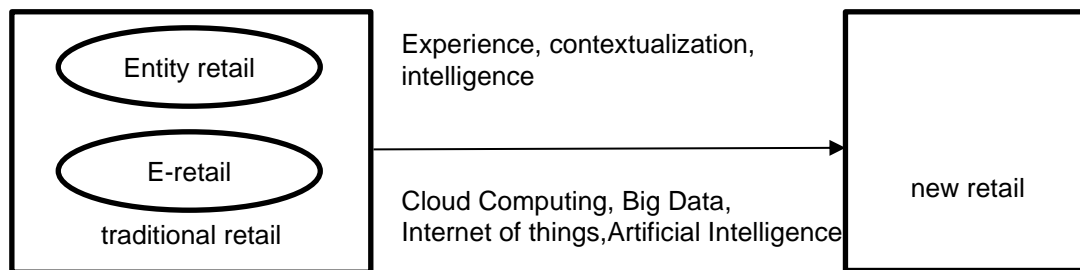 Entity retail
E-retail
traditional retail
Experience, contextualization,
intelligence
Cloud Computing, Big Data,
Internet of things,Artificial Intelligence
new retail